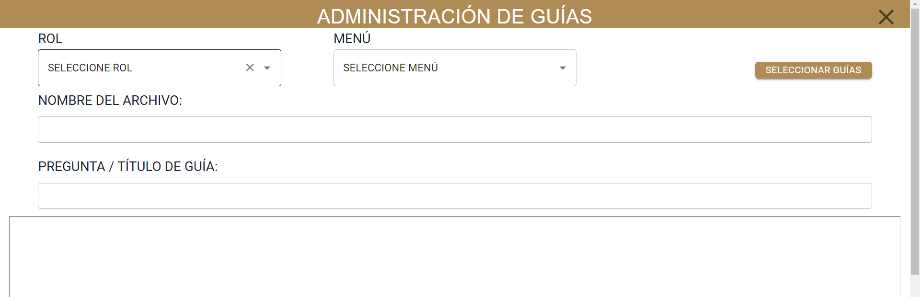 ADMINISTRACIÓN DE GUÍAS
ROL
MENÚ
SELECCIONE ROL
SELECCIONE MENÚ
SELECCIONAR GUÍAS
NOMBRE DEL ARCHIVO:
PREGUNTA / TÍTULO DE GUÍA: